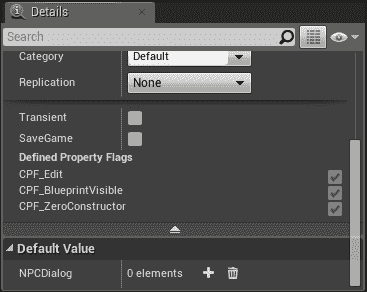 Details
Search
Category Default
Replication None
Transient
SaveGame
Defined Property Flags
CPF_Edit
CPF_BlueprintVisible
CPF_ZeroConstructor
Default Value
NPCDialog 0 elements